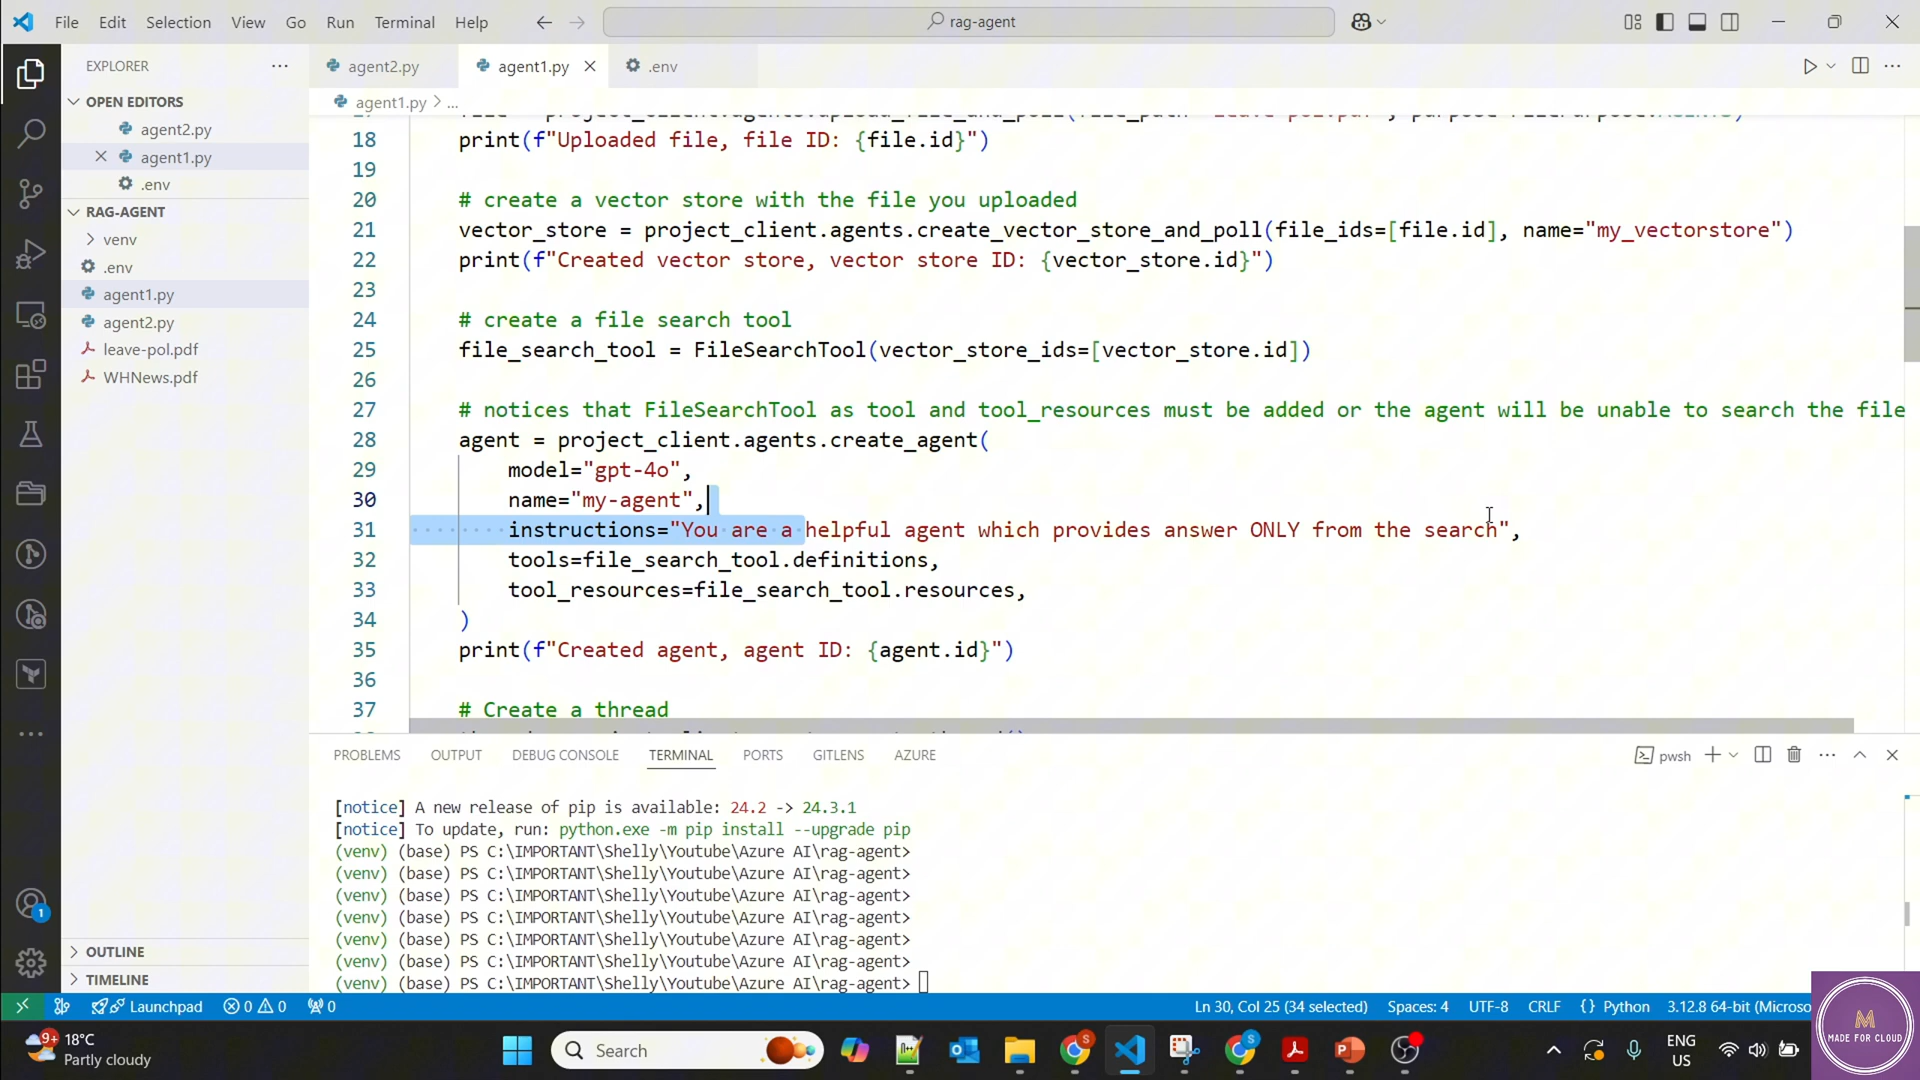 File Edit Selection View Go Run Terminal Help
rag-agent
EXPLORER
OPEN EDITORS
agent2.py
agent1.py
.env
RAG-AGENT
venv
.env
agent1.py
agent2.py
leave-pol.pdf
WHNews.pdf
OUTLINE
TIMELINE
agent2.py agent1.py .env
agent1.py > ...
18 print(f"Uploaded file, file ID: {file.id}")
19
20 # create a vector store with the file you uploaded
21 vector_store = project_client.agents.create_vector_store_and_poll(file_ids=[file.id], name="my_vectorstore")
22 print(f"Created vector store, vector store ID: {vector_store.id}")
23
24 # create a file search tool
25 file_search_tool = FileSearchTool(vector_store_ids=[vector_store.id])
26
27 # notices that FileSearchTool as tool and tool_resources must be added or the agent will be unable to search the file
28 agent = project_client.agents.create_agent(
29 model="gpt-4o",
30 name="my-agent",
31 instructions="You are a helpful agent which provides answer ONLY from the search",
32 tools=file_search_tool.definitions,
33 tool_resources=file_search_tool.resources,
34 )
35 print(f"Created agent, agent ID: {agent.id}")
36
37 # Create a thread
PROBLEMS OUTPUT DEBUG CONSOLE TERMINAL PORTS GITLENS AZURE
pwsh
[notice] A new release of pip is available: 24.2 -> 24.3.1
[notice] To update, run: python.exe -m pip install --upgrade pip
(venv) (base) PS C:\IMPORTANT\Shelly\Youtube\Azure AI\rag-agent>
(venv) (base) PS C:\IMPORTANT\Shelly\Youtube\Azure AI\rag-agent>
(venv) (base) PS C:\IMPORTANT\Shelly\Youtube\Azure AI\rag-agent>
(venv) (base) PS C:\IMPORTANT\Shelly\Youtube\Azure AI\rag-agent>
(venv) (base) PS C:\IMPORTANT\Shelly\Youtube\Azure AI\rag-agent>
(venv) (base) PS C:\IMPORTANT\Shelly\Youtube\Azure AI\rag-agent>
(venv) (base) PS C:\IMPORTANT\Shelly\Youtube\Azure AI\rag-agent>
1
Launchpad 0 0 0 Ln 30, Col 25 (34 selected) Spaces: 4 UTF-8 CRLF {} Python 3.12.8 64-bit (Microso
9+ 18°C
Partly cloudy
Search
ENG
US
M
MADE FOR CLOUD